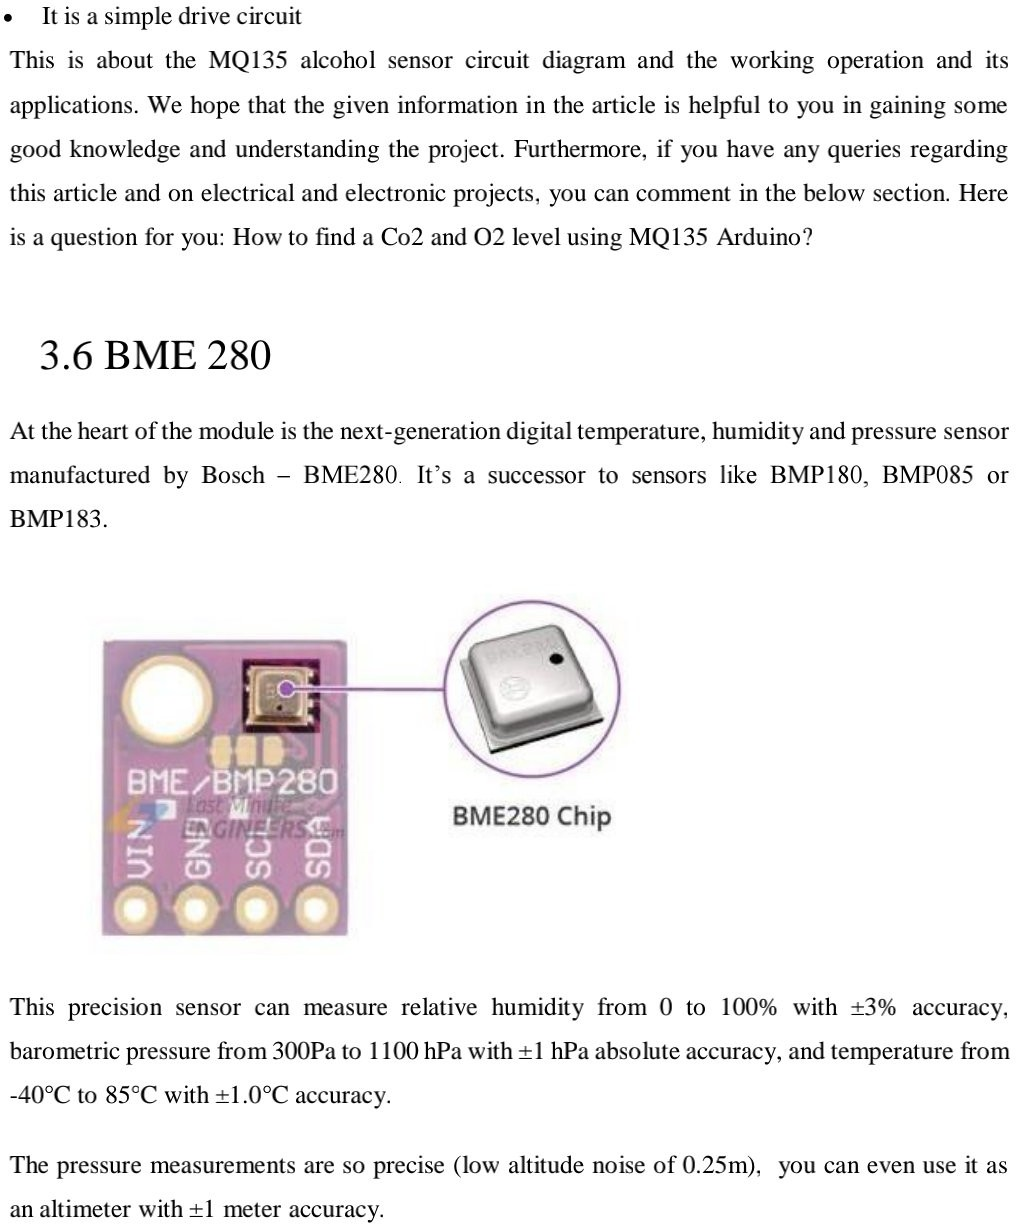 • It is a simple drive circuit
This is about the MQ135 alcohol sensor circuit diagram and the working operation and its
applications. We hope that the given information in the article is helpful to you in gaining some
good knowledge and understanding the project. Furthermore, if you have any queries regarding
this article and on electrical and electronic projects, you can comment in the below section. Here
is a question for you: How to find a Co2 and O2 level using MQ135 Arduino?
3.6 BME 280
At the heart of the module is the next-generation digital temperature, humidity and pressure sensor
manufactured by Bosch – BME280. It’s a successor to sensors like BMP180, BMP085 or
BMP183.
BME/BMP280
Last Minute
ENGINEERS.com
VIN
GND
SCL
SDA
BME280 Chip
This precision sensor can measure relative humidity from 0 to 100% with ±3% accuracy,
barometric pressure from 300Pa to 1100 hPa with ±1 hPa absolute accuracy, and temperature from
-40°C to 85°C with ±1.0°C accuracy.
The pressure measurements are so precise (low altitude noise of 0.25m), you can even use it as
an altimeter with ±1 meter accuracy.